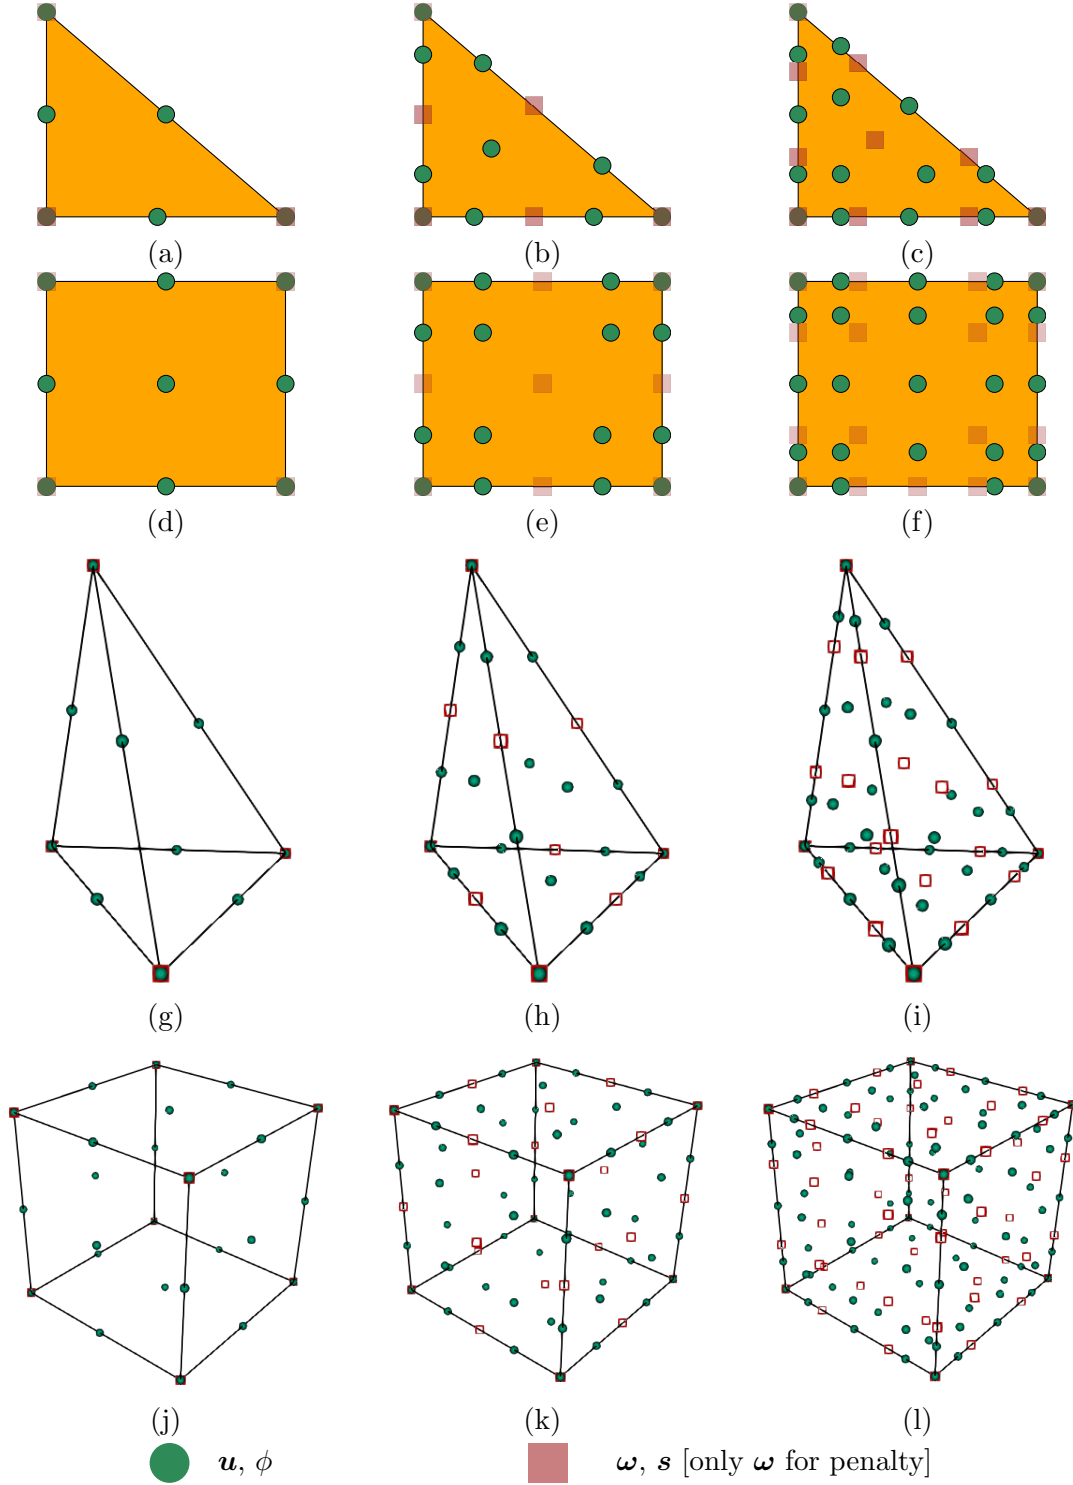 (a) (b) (c)
(d) (e) (f)
(g) (h) (i)
(j) (k) (l)
𝒖, ϕ 𝝎, 𝒔 [only 𝝎 for penalty]